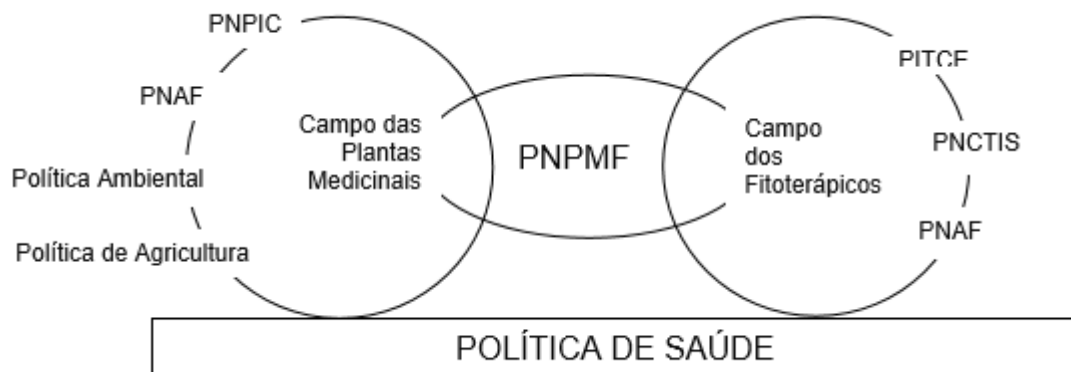 PNPIC
PNAF
Política Ambiental
Política de Agricultura
Campo das
Plantas
Medicinais
PNPMF
Campo
dos
Fitoterápicos
PITCE
PNCTIS
PNAF
POLÍTICA DE SAÚDE